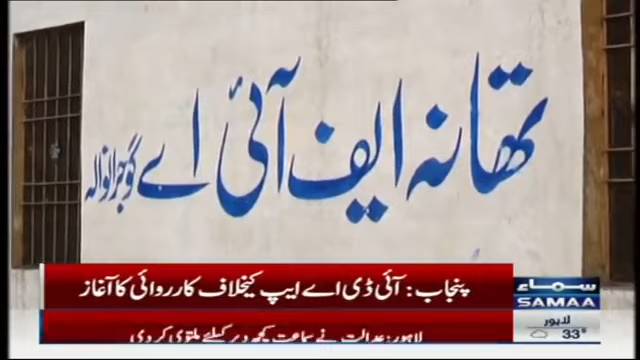 تھانہ ایف آئی اے گوجرانوالہ
پنجاب: آئی ڈی اے ایپ کیخلاف کارروائی کا آغاز
لاہور: عدالت نے سماعت کچھ دیر کیلئے ملتوی کر دی
سماء
SAMAA
لاہور
33°